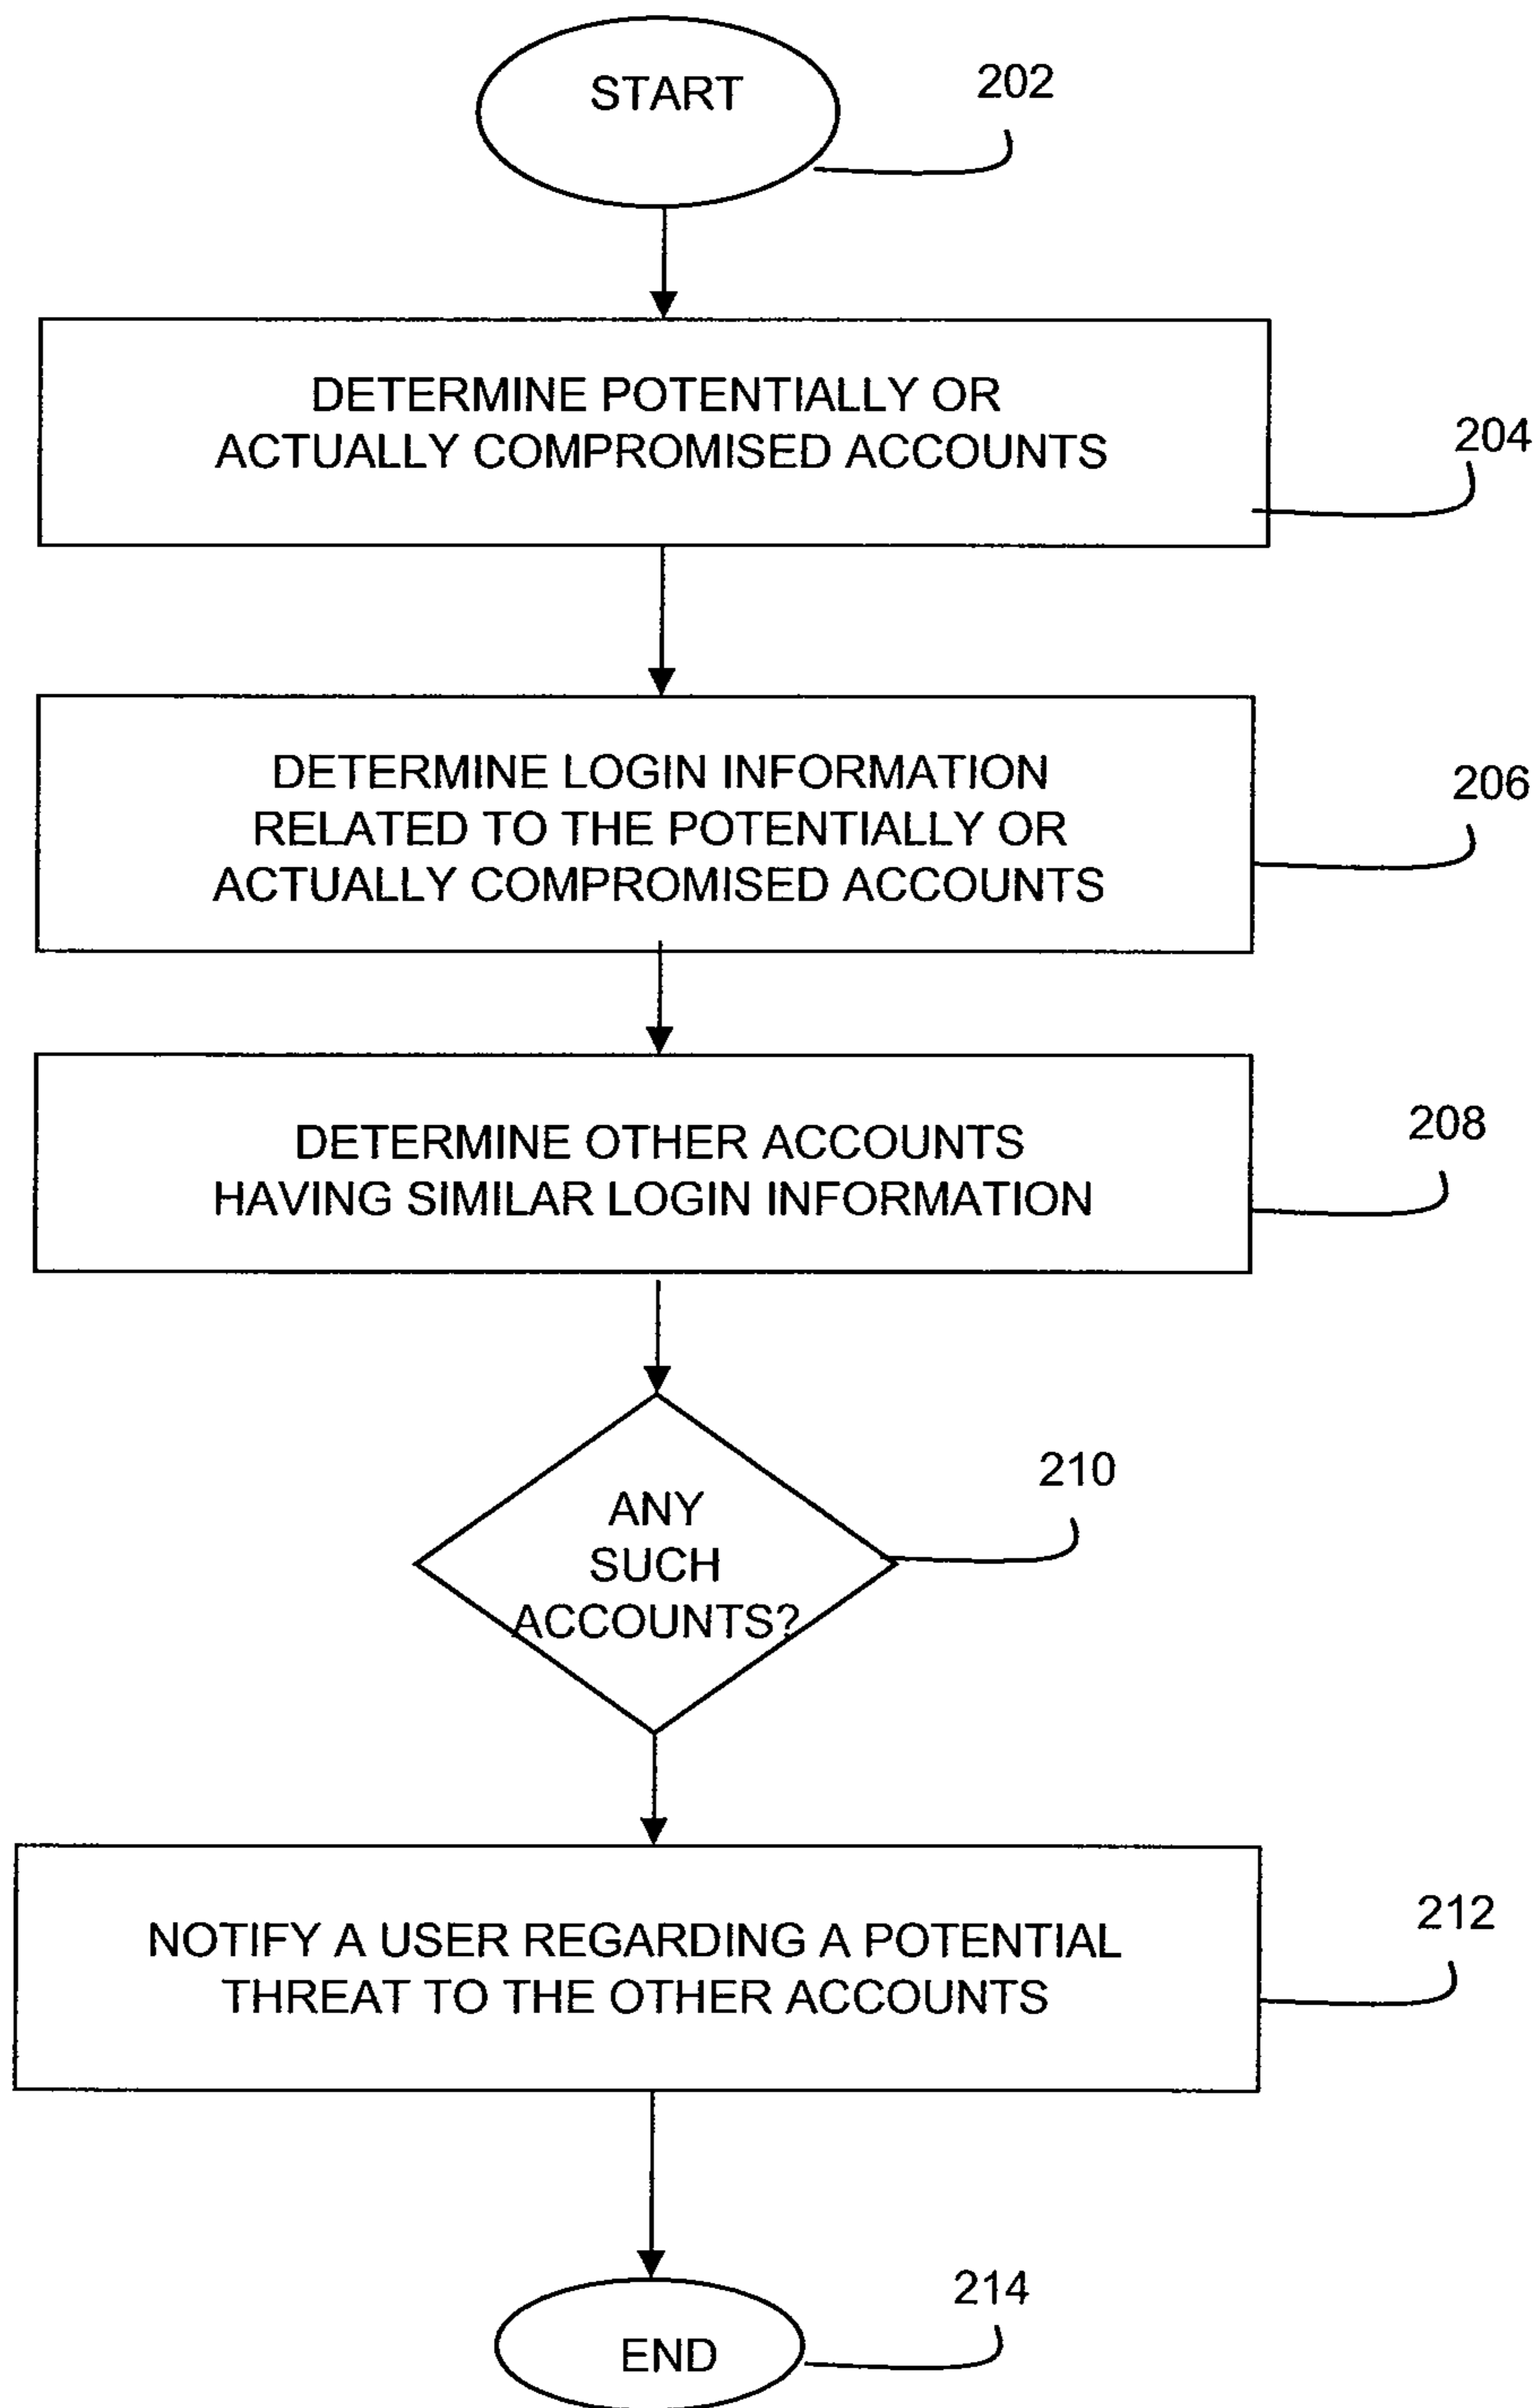 START
202
DETERMINE POTENTIALLY OR
ACTUALLY COMPROMISED ACCOUNTS
204
DETERMINE LOGIN INFORMATION
RELATED TO THE POTENTIALLY OR
ACTUALLY COMPROMISED ACCOUNTS
206
DETERMINE OTHER ACCOUNTS
HAVING SIMILAR LOGIN INFORMATION
208
ANY
SUCH
ACCOUNTS?
210
NOTIFY A USER REGARDING A POTENTIAL
THREAT TO THE OTHER ACCOUNTS
212
END
214